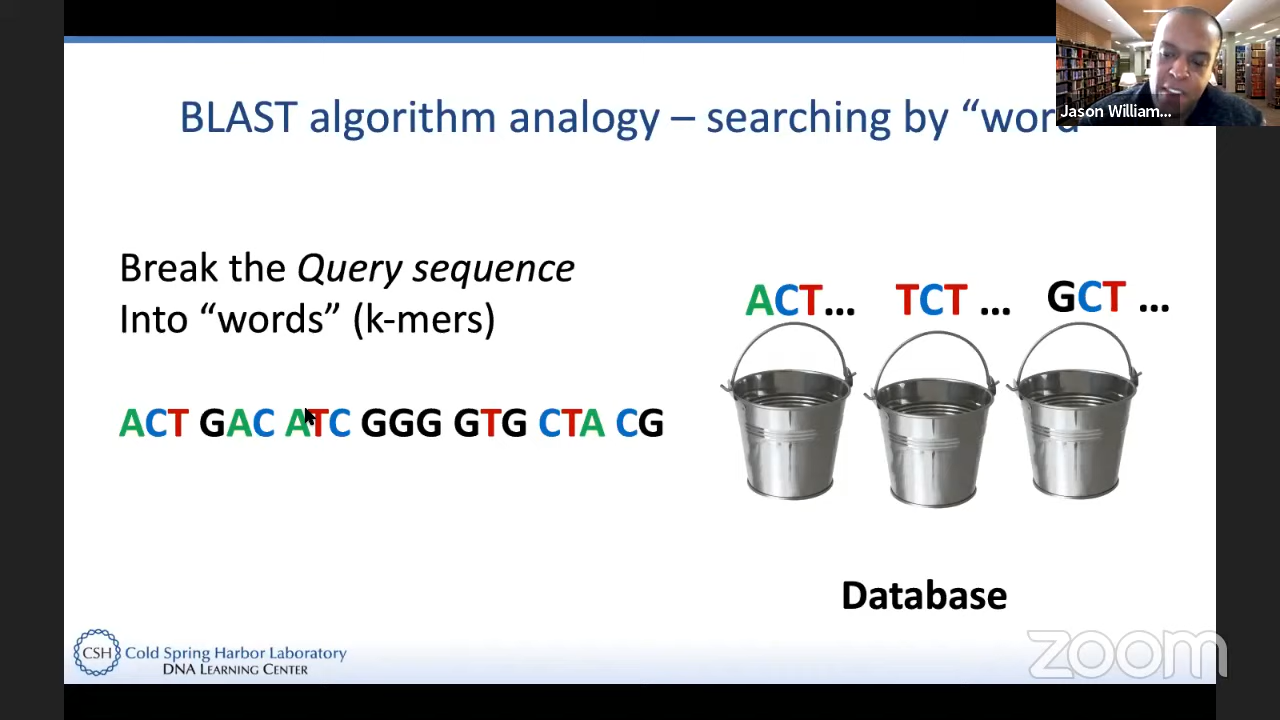 BLAST algorithm analogy – searching by “word
Jason William...
Break the Query sequence
Into “words” (k-mers)
ACT... TCT ... GCT ...
ACT GAC ATC GGG GTG CTA CG
Database
CSH Cold Spring Harbor Laboratory
DNA LEARNING CENTER
zoom